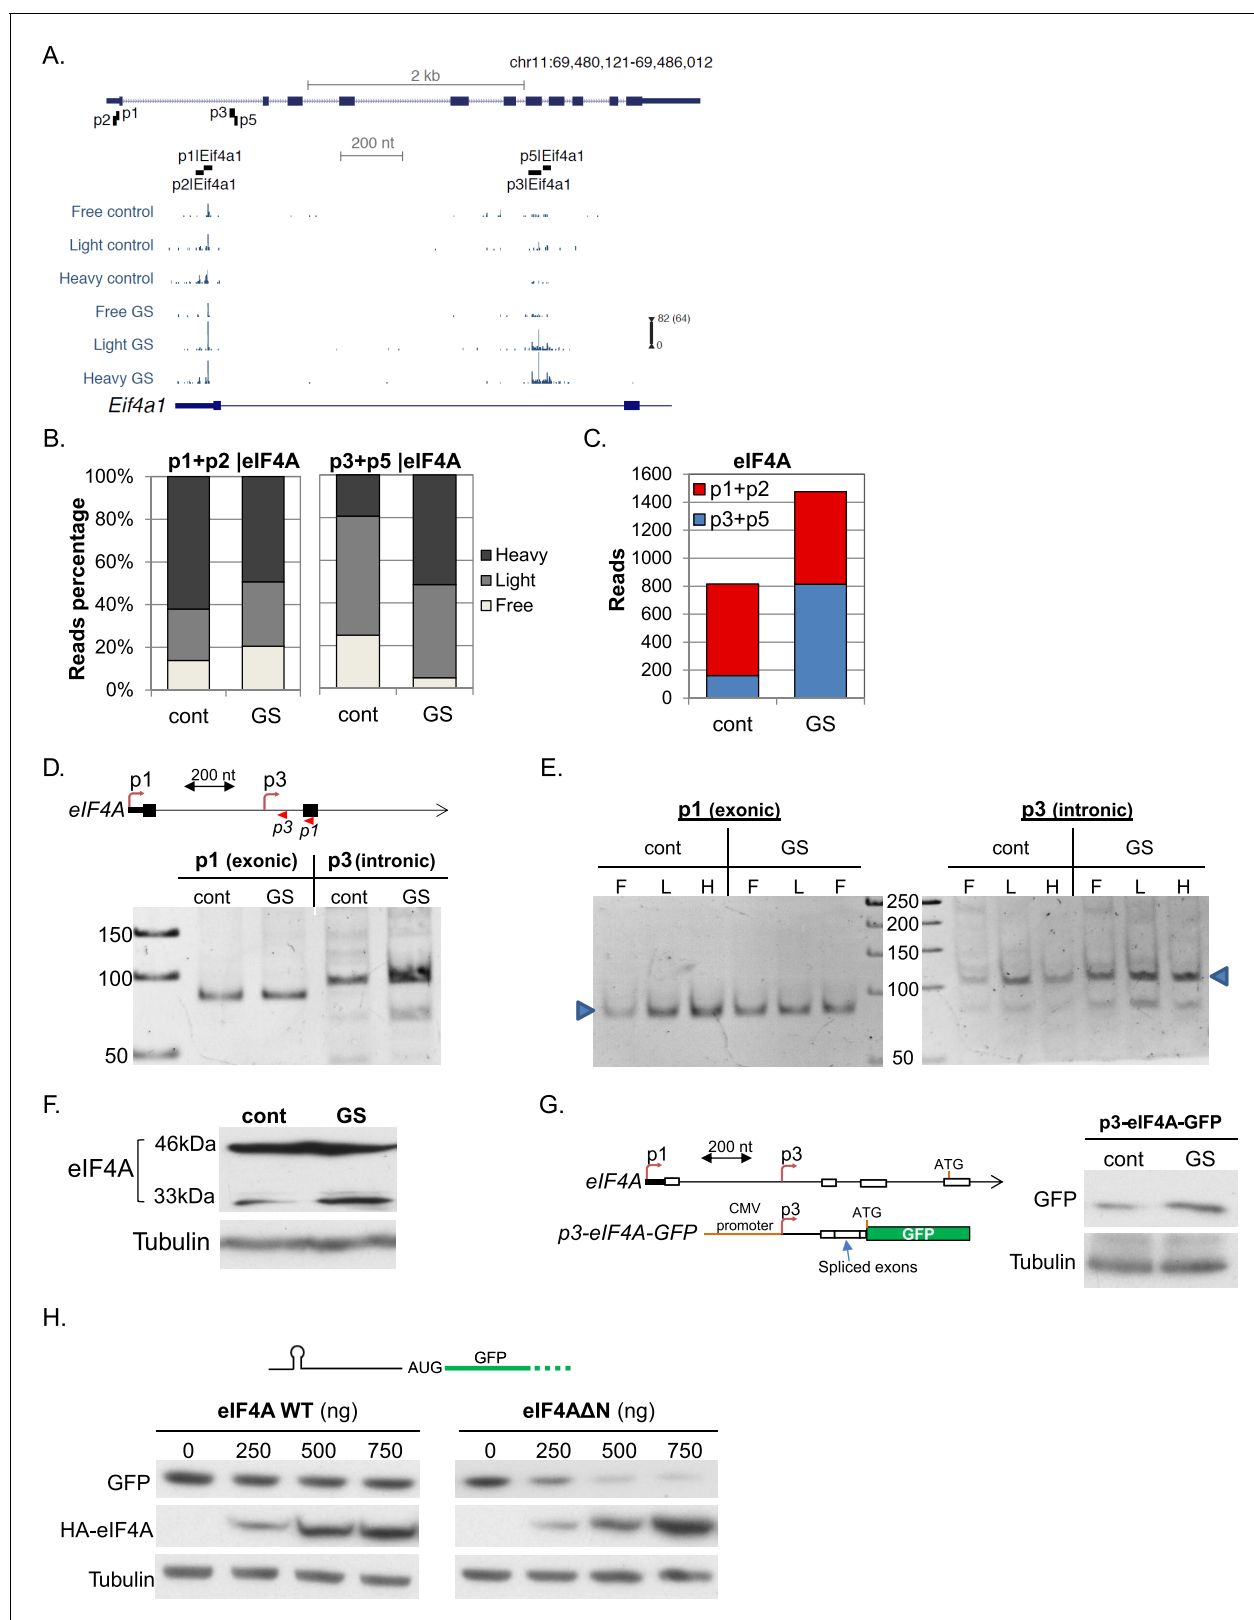 A.
chr11:69,480,121-69,486,012
2 kb
p2 p1 p3 p5
200 nt
p1|Eif4a1 p5|Eif4a1
p2|Eif4a1 p3|Eif4a1
Free control
Light control
Heavy control
Free GS
82 (64)
Light GS
0
Heavy GS
Eif4a1
B.
p1+p2 |eIF4A p3+p5 |eIF4A
100%
80%
60%
40%
20%
0%
Reads percentage
cont GS cont GS
Heavy
Light
Free
C.
eIF4A
1600
1400
1200
1000
800
600
400
200
0
Reads
p1+p2
p3+p5
cont GS
D.
p1 200 nt p3
eIF4A
p3 p1
p1 (exonic) p3 (intronic)
cont GS cont GS
150
100
50
E.
p1 (exonic) p3 (intronic)
cont GS cont GS
F L H F L F F L H F L H
250
200
150
100
50
F.
cont GS
eIF4A
46kDa
33kDa
Tubulin
G.
p1 200 nt p3 ATG
eIF4A
CMV promoter p3 ATG
p3-eIF4A-GFP GFP
Spliced exons
p3-eIF4A-GFP
cont GS
GFP
Tubulin
H.
AUG GFP
eIF4A WT (ng) eIF4AΔN (ng)
0 250 500 750 0 250 500 750
GFP
HA-eIF4A
Tubulin